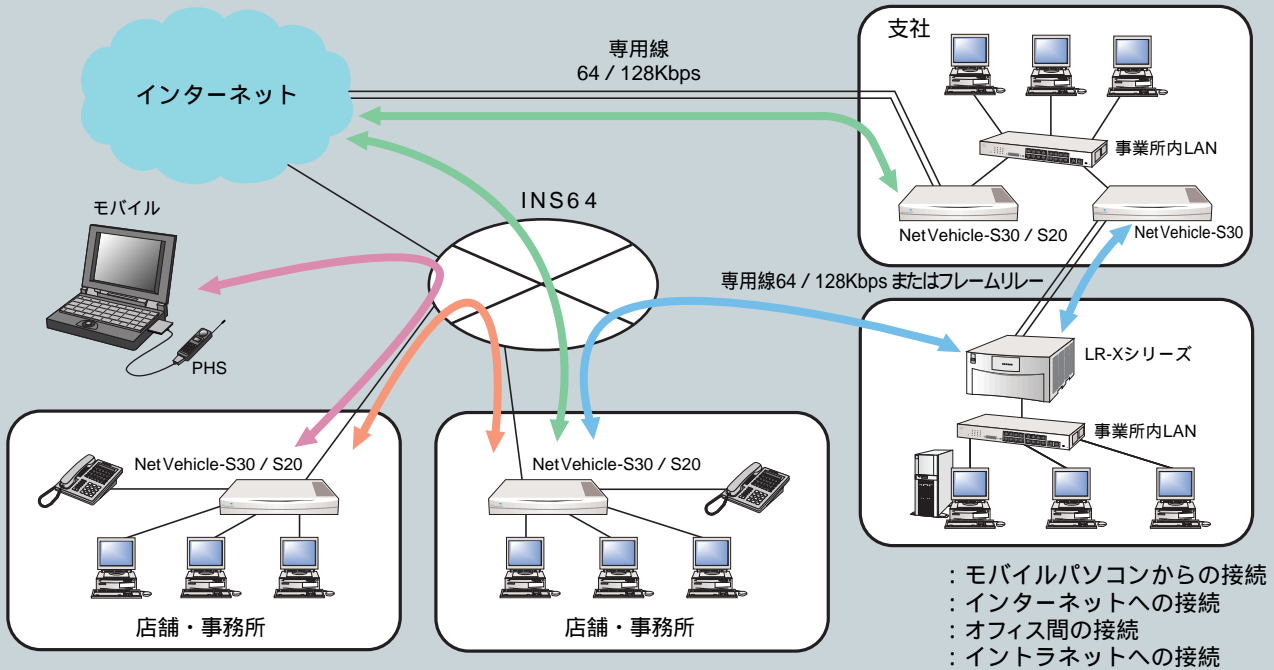 支社
専用線
64 / 128Kbps
インターネット
事業所内LAN
INS64
モバイル
NetVehicle-S30 / S20
NetVehicle-S30
専用線64 / 128Kbps またはフレームリレー
LR-Xシリーズ
PHS
事業所内LAN
NetVehicle-S30 / S20
NetVehicle-S30 / S20
店舗・事務所
店舗・事務所
：モバイルパソコンからの接続
：インターネットへの接続
：オフィス間の接続
：イントラネットへの接続